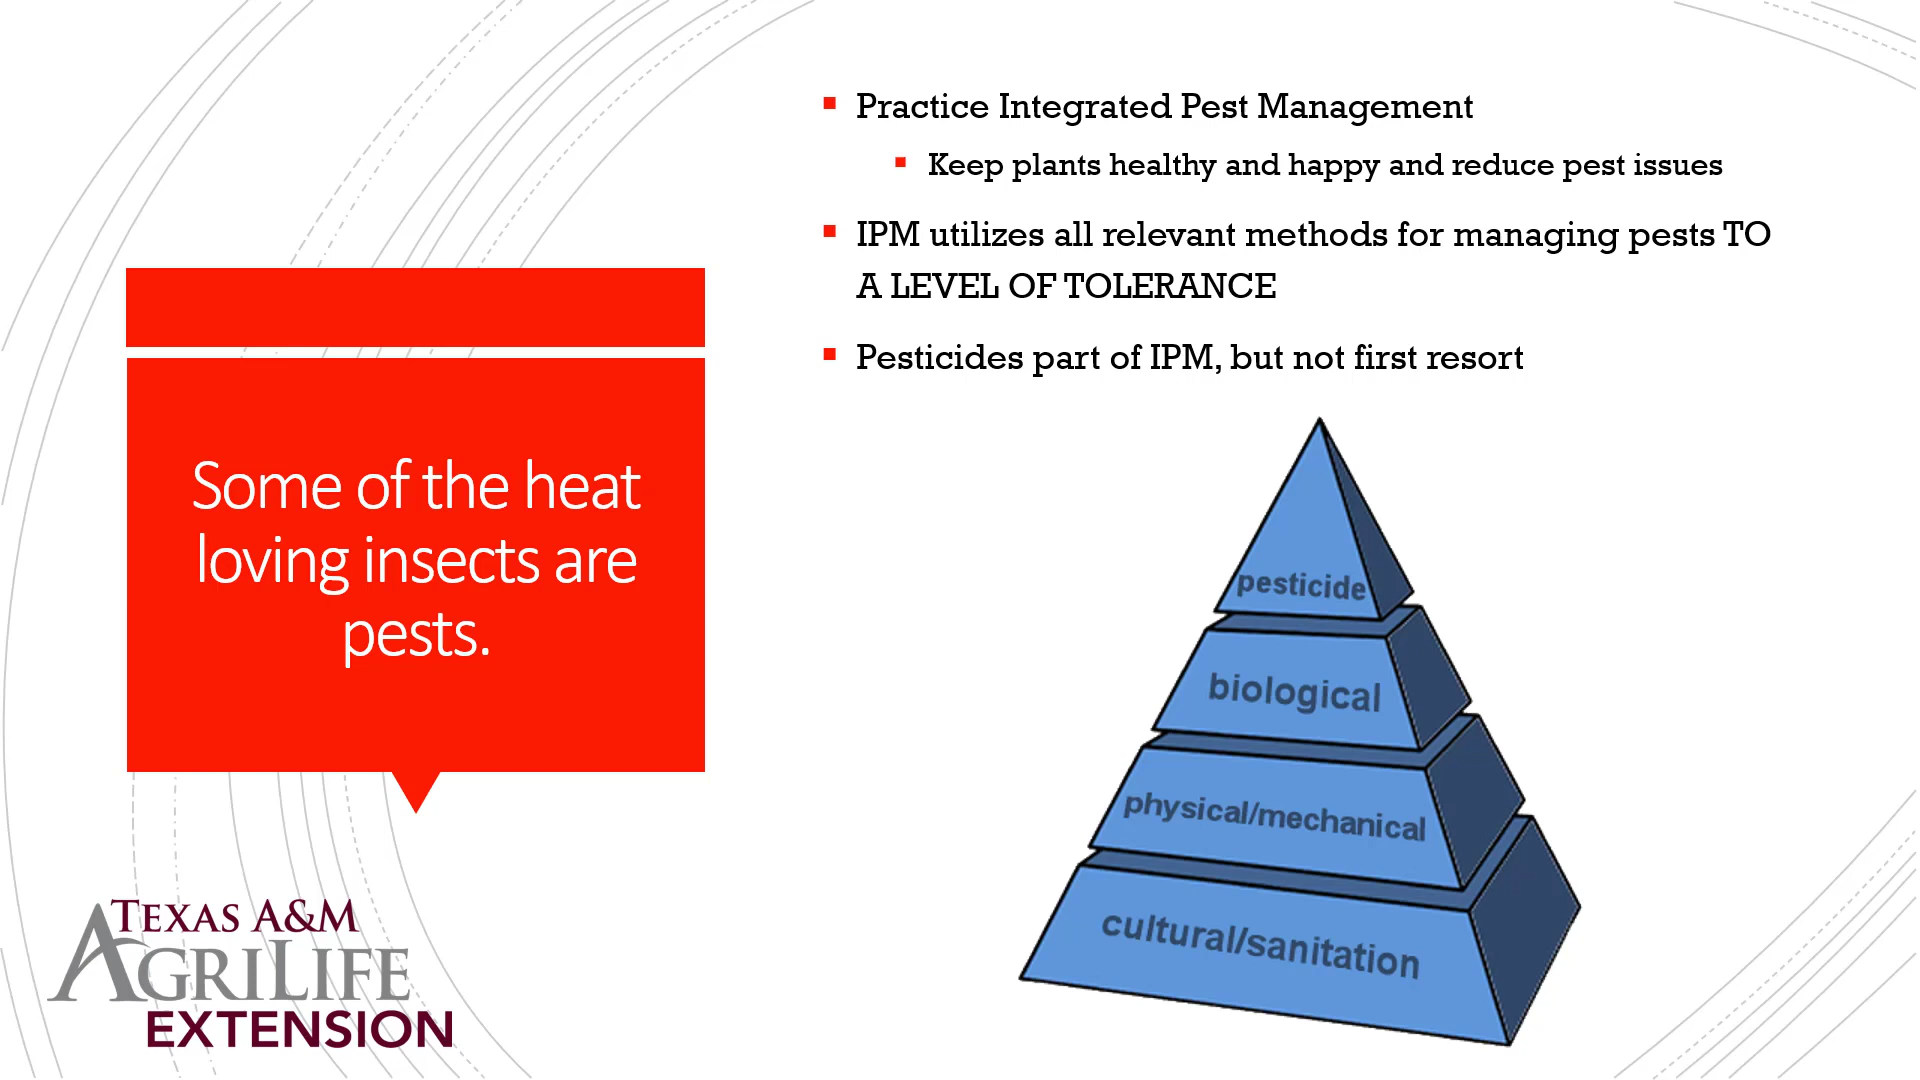 Some of the heat
loving insects are
pests.
Practice Integrated Pest Management
Keep plants healthy and happy and reduce pest issues
IPM utilizes all relevant methods for managing pests TO
A LEVEL OF TOLERANCE
Pesticides part of IPM, but not first resort
pesticide
biological
physical/mechanical
cultural/sanitation
TEXAS A&M
AGRILIFE
EXTENSION